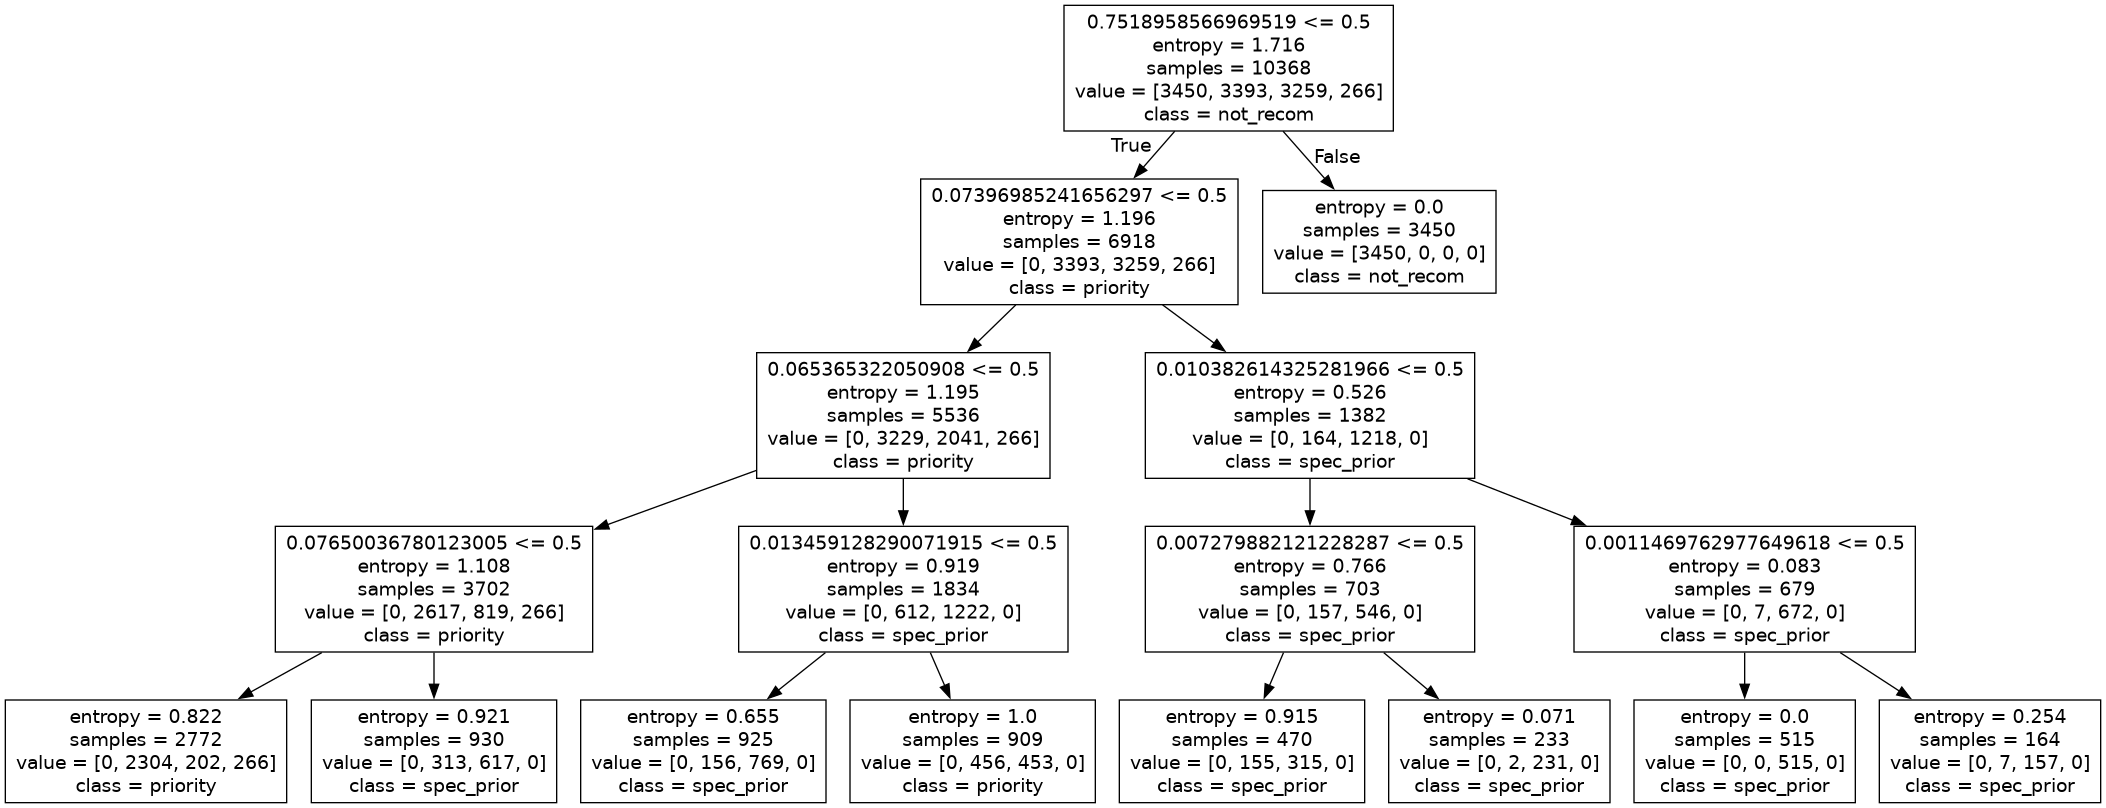 0.7518958566969519 <= 0.5
entropy = 1.716
samples = 10368
value = [3450, 3393, 3259, 266]
class = not_recom
True
False
0.07396985241656297 <= 0.5
entropy = 1.196
samples = 6918
value = [0, 3393, 3259, 266]
class = priority
entropy = 0.0
samples = 3450
value = [3450, 0, 0, 0]
class = not_recom
0.065365322050908 <= 0.5
entropy = 1.195
samples = 5536
value = [0, 3229, 2041, 266]
class = priority
0.010382614325281966 <= 0.5
entropy = 0.526
samples = 1382
value = [0, 164, 1218, 0]
class = spec_prior
0.07650036780123005 <= 0.5
entropy = 1.108
samples = 3702
value = [0, 2617, 819, 266]
class = priority
0.013459128290071915 <= 0.5
entropy = 0.919
samples = 1834
value = [0, 612, 1222, 0]
class = spec_prior
0.007279882121228287 <= 0.5
entropy = 0.766
samples = 703
value = [0, 157, 546, 0]
class = spec_prior
0.0011469762977649618 <= 0.5
entropy = 0.083
samples = 679
value = [0, 7, 672, 0]
class = spec_prior
entropy = 0.822
samples = 2772
value = [0, 2304, 202, 266]
class = priority
entropy = 0.921
samples = 930
value = [0, 313, 617, 0]
class = spec_prior
entropy = 0.655
samples = 925
value = [0, 156, 769, 0]
class = spec_prior
entropy = 1.0
samples = 909
value = [0, 456, 453, 0]
class = priority
entropy = 0.915
samples = 470
value = [0, 155, 315, 0]
class = spec_prior
entropy = 0.071
samples = 233
value = [0, 2, 231, 0]
class = spec_prior
entropy = 0.0
samples = 515
value = [0, 0, 515, 0]
class = spec_prior
entropy = 0.254
samples = 164
value = [0, 7, 157, 0]
class = spec_prior